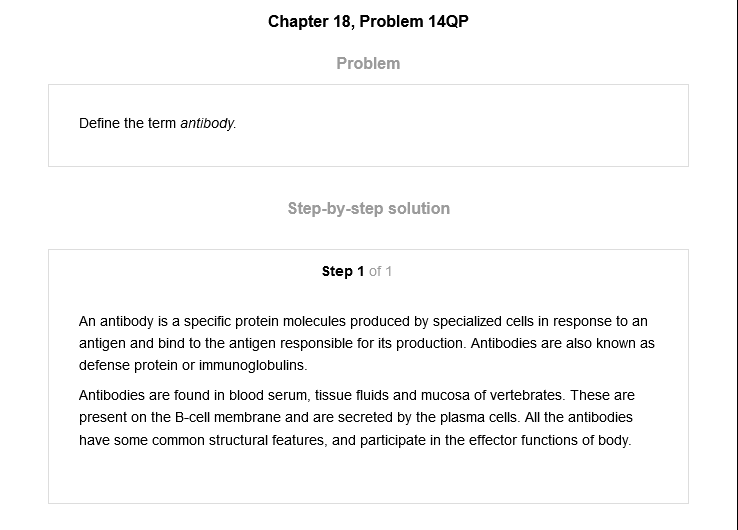 Chapter 18, Problem 14QP
Problem
Define the term antibody.
Step-by-step solution
Step 1 of 1
An antibody is a specific protein molecules produced by specialized cells in response to an
antigen and bind to the antigen responsible for its production. Antibodies are also known as
defense protein or immunoglobulins.
Antibodies are found in blood serum, tissue fluids and mucosa of vertebrates. These are
present on the B-cell membrane and are secreted by the plasma cells. All the antibodies
have some common structural features, and participate in the effector functions of body.